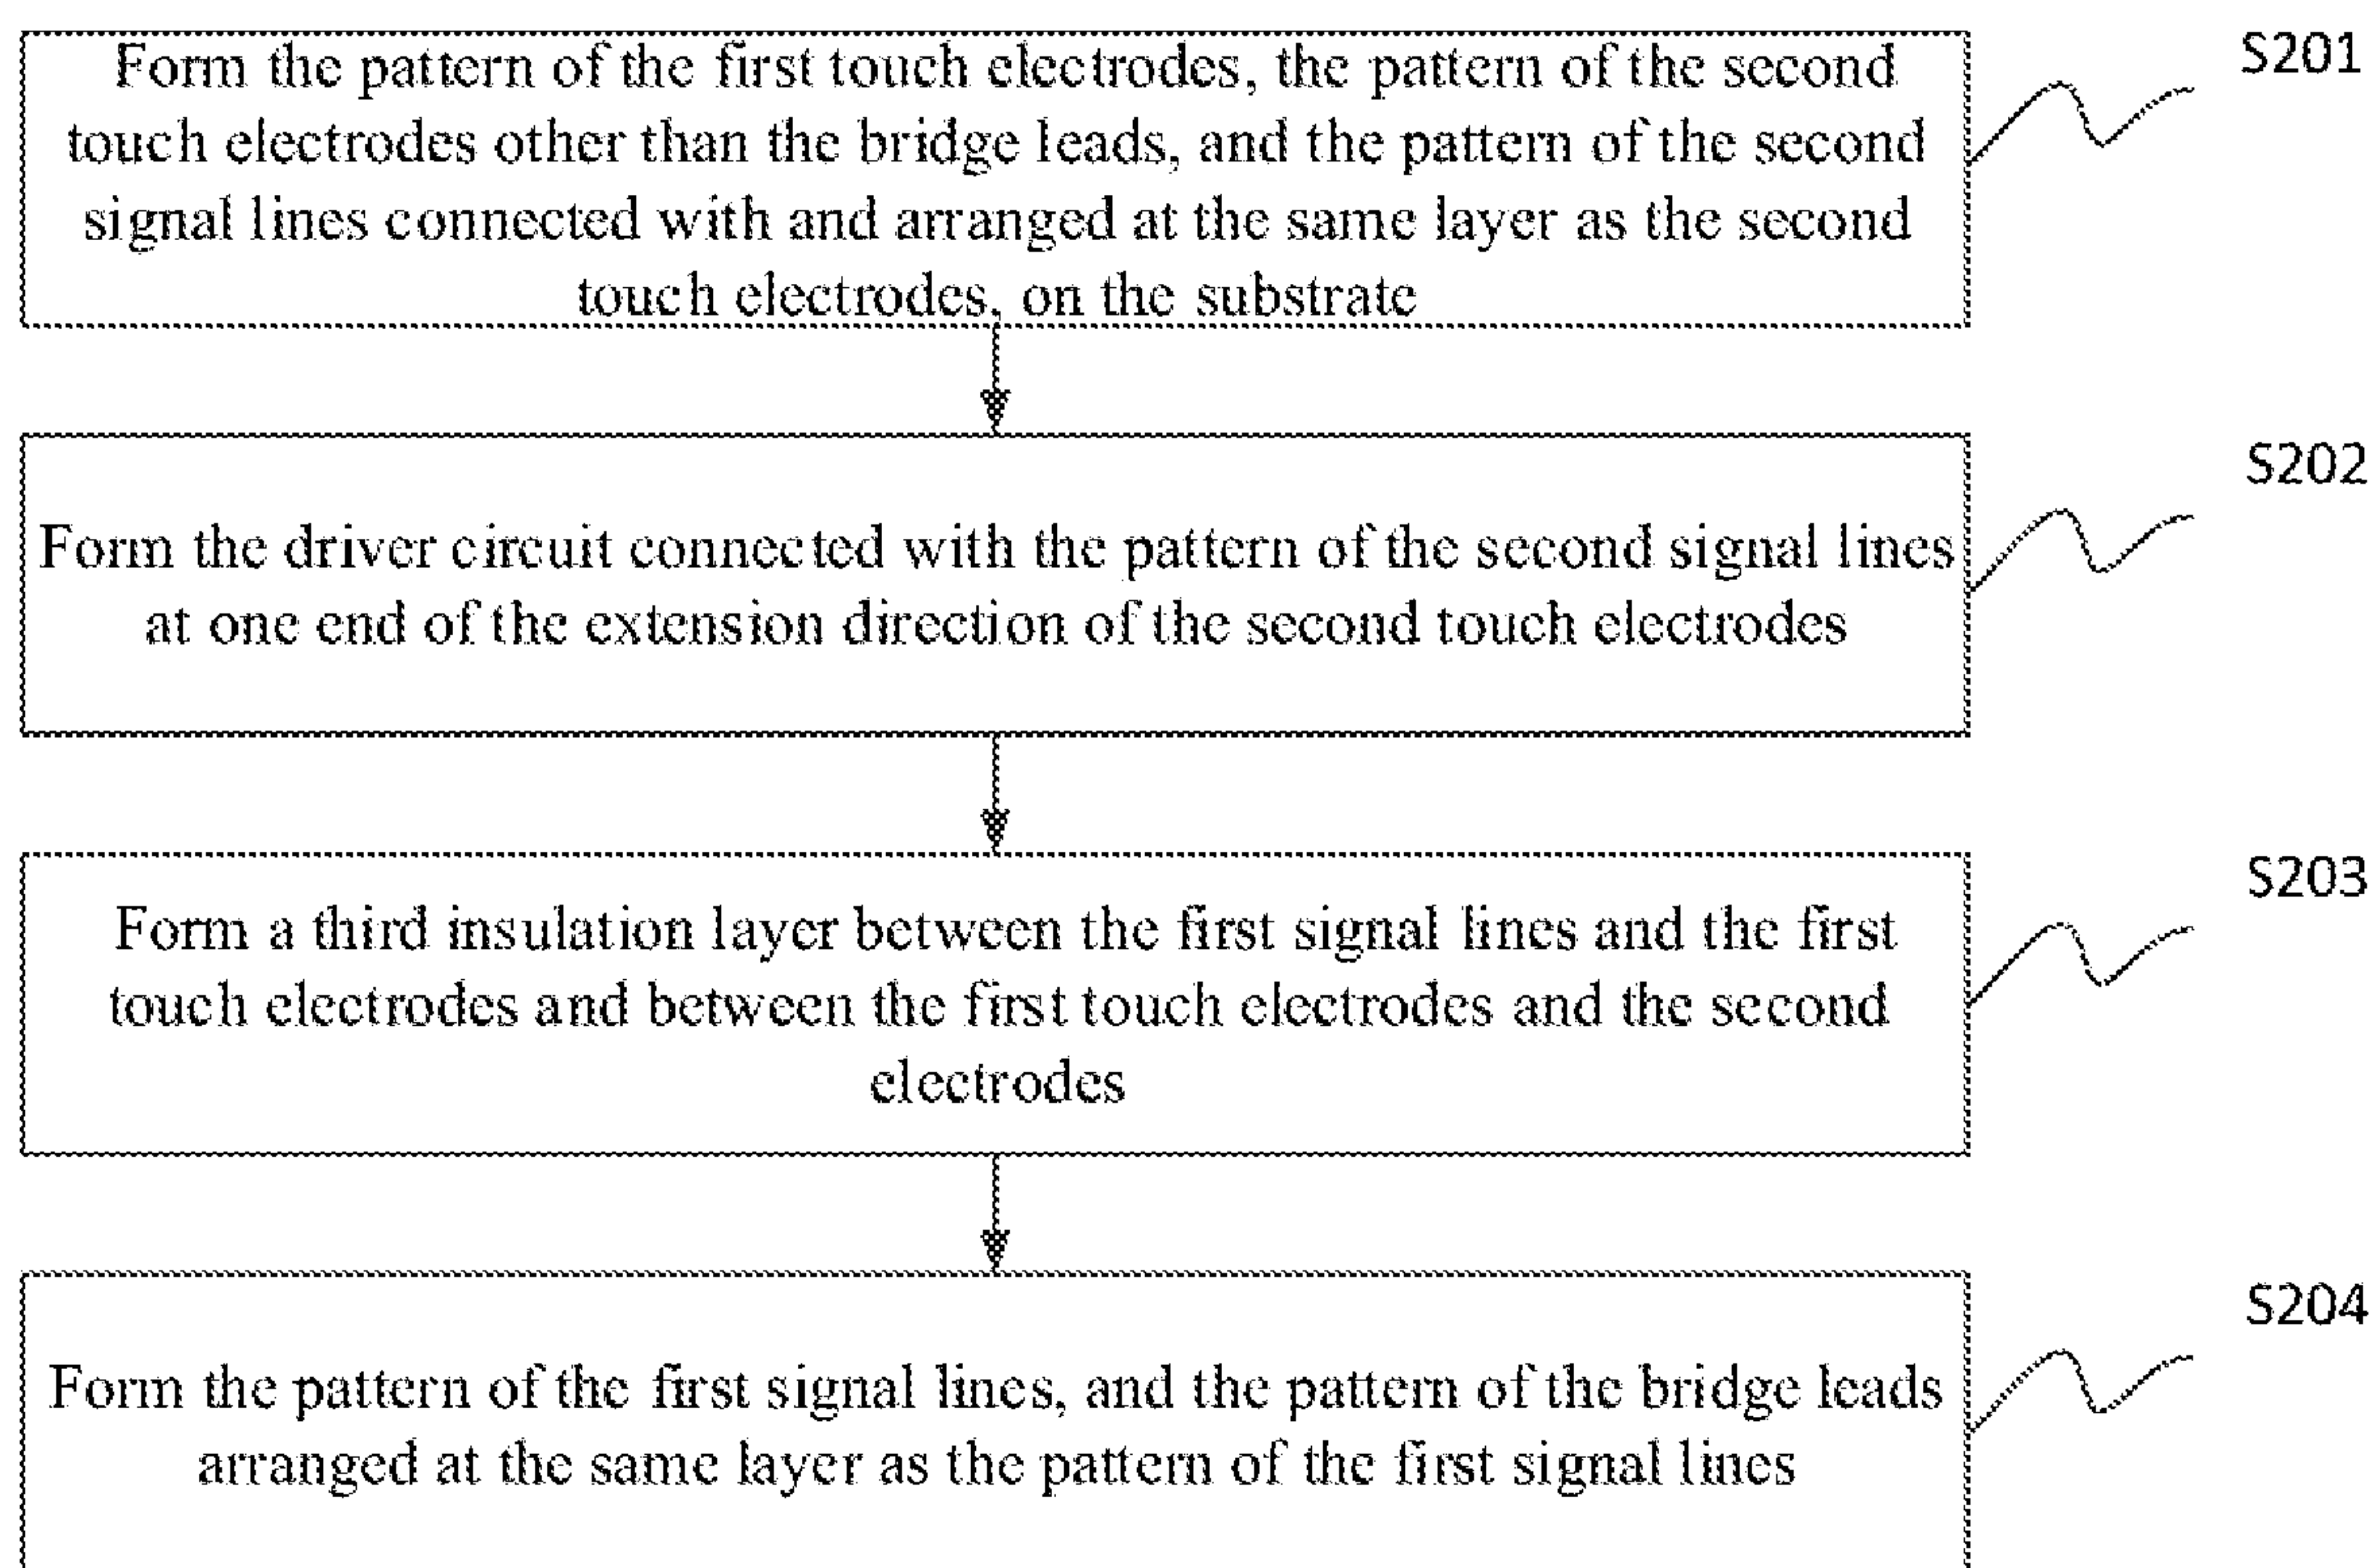 Form the pattern of the first touch electrodes, the pattern of the second
touch electrodes other than the bridge leads, and the pattern of the second
signal lines connected with and arranged at the same layer as the second
touch electrodes, on the substrate
S201
Form the driver circuit connected with the pattern of the second signal lines
at one end of the extension direction of the second touch electrodes
S202
Form a third insulation layer between the first signal lines and the first
touch electrodes and between the first touch electrodes and the second
electrodes
S203
Form the pattern of the first signal lines, and the pattern of the bridge leads
arranged at the same layer as the pattern of the first signal lines
S204